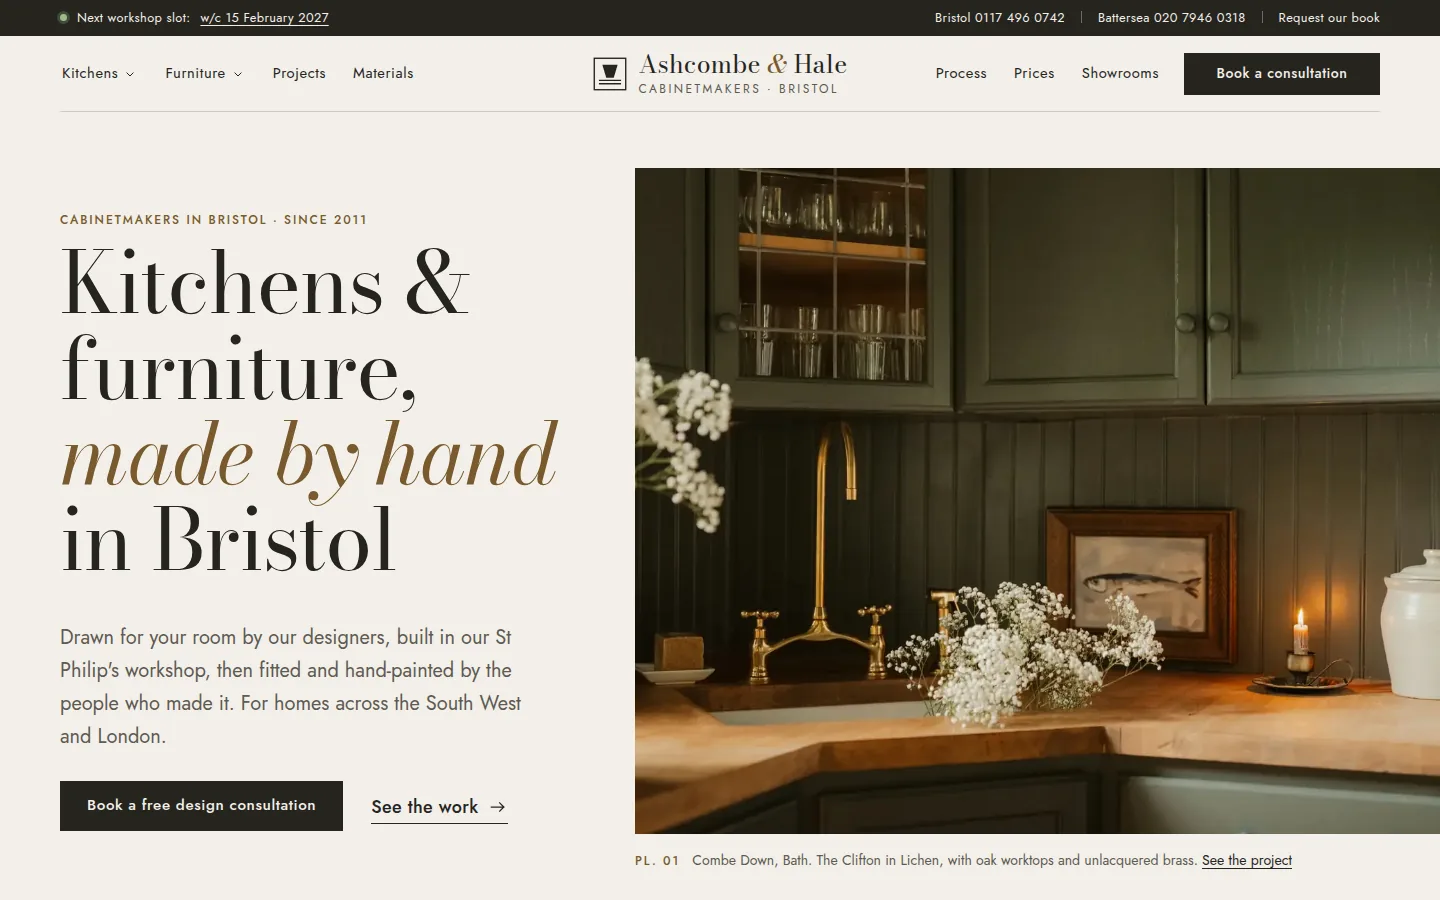 Next workshop slot: w/c 15 February 2027
Bristol 0117 496 0742
Battersea 020 7946 0318
Request our book
Kitchens
Furniture
Projects
Materials
Ashcombe & Hale
CABINETMAKERS · BRISTOL
Process
Prices
Showrooms
Book a consultation
CABINETMAKERS IN BRISTOL · SINCE 2011
Kitchens &
furniture,
made by hand
in Bristol
Drawn for your room by our designers, built in our St
Philip's workshop, then fitted and hand-painted by the
people who made it. For homes across the South West
and London.
Book a free design consultation
See the work →
PL. 01 Combe Down, Bath. The Clifton in Lichen, with oak worktops and unlacquered brass. See the project